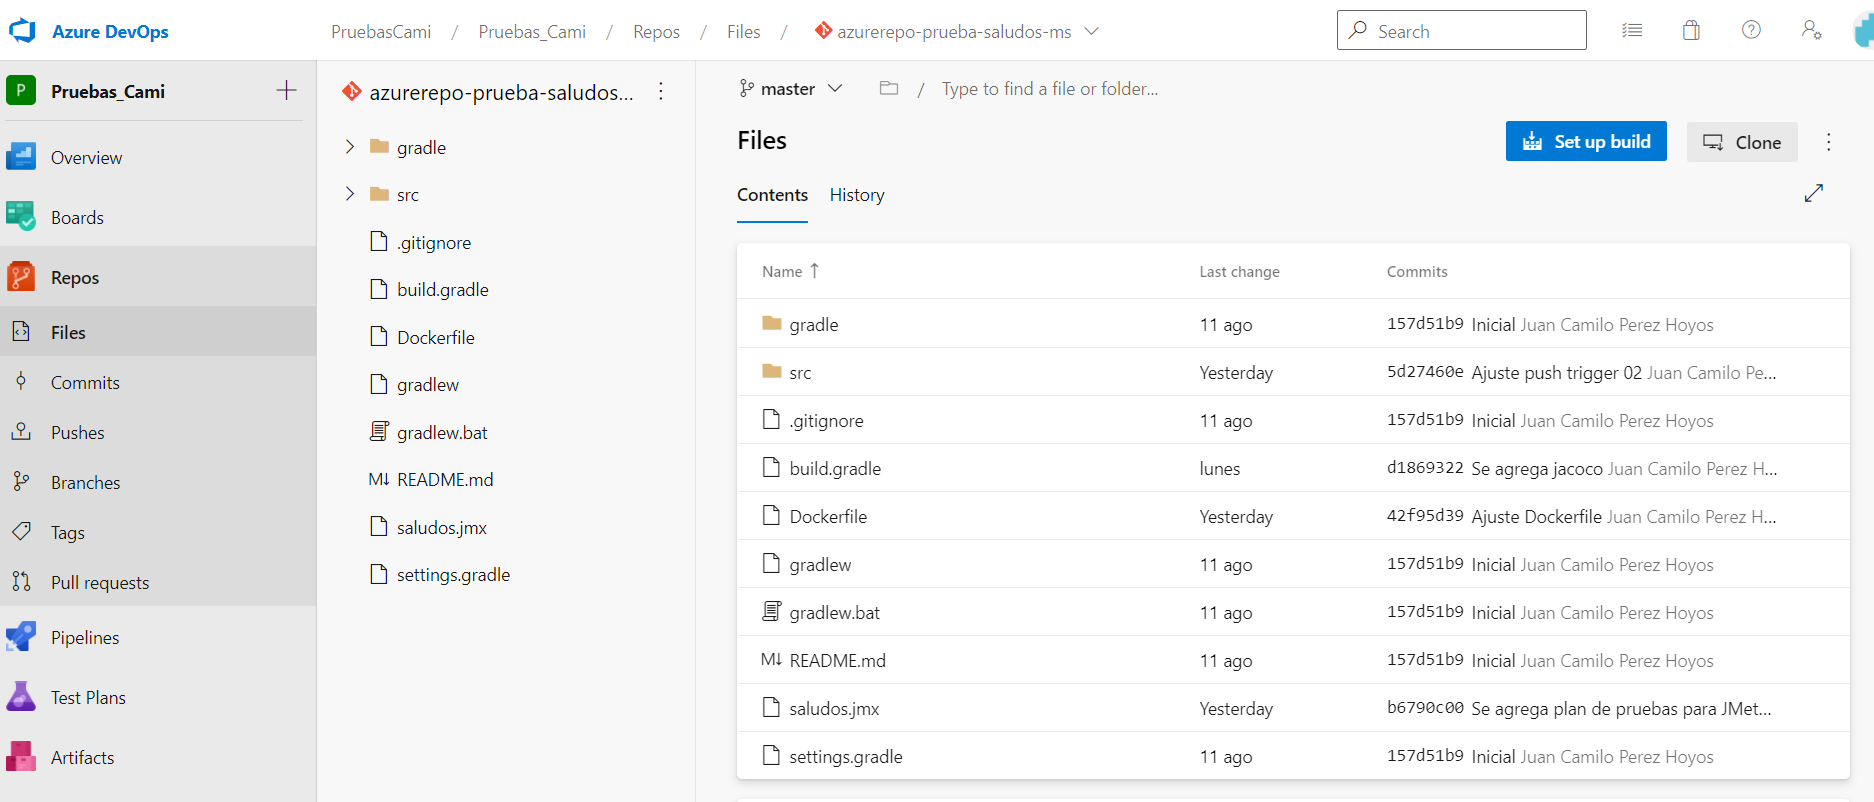 Azure DevOps
PruebasCami / Pruebas_Cami / Repos / Files / azurerepo-prueba-saludos-ms
Search
P Pruebas_Cami
Overview
Boards
Repos
Files
Commits
Pushes
Branches
Tags
Pull requests
Pipelines
Test Plans
Artifacts
azurerepo-prueba-saludos...
gradle
src
.gitignore
build.gradle
Dockerfile
gradlew
gradlew.bat
M↓ README.md
saludos.jmx
settings.gradle
master / Type to find a file or folder...
Files
Set up build
Clone
Contents History
Name ↑ Last change Commits
gradle 11 ago 157d51b9 Inicial Juan Camilo Perez Hoyos
src Yesterday 5d27460e Ajuste push trigger 02 Juan Camilo Pe...
.gitignore 11 ago 157d51b9 Inicial Juan Camilo Perez Hoyos
build.gradle lunes d1869322 Se agrega jacoco Juan Camilo Perez H...
Dockerfile Yesterday 42f95d39 Ajuste Dockerfile Juan Camilo Perez H...
gradlew 11 ago 157d51b9 Inicial Juan Camilo Perez Hoyos
gradlew.bat 11 ago 157d51b9 Inicial Juan Camilo Perez Hoyos
M↓ README.md 11 ago 157d51b9 Inicial Juan Camilo Perez Hoyos
saludos.jmx Yesterday b6790c00 Se agrega plan de pruebas para JMet...
settings.gradle 11 ago 157d51b9 Inicial Juan Camilo Perez Hoyos